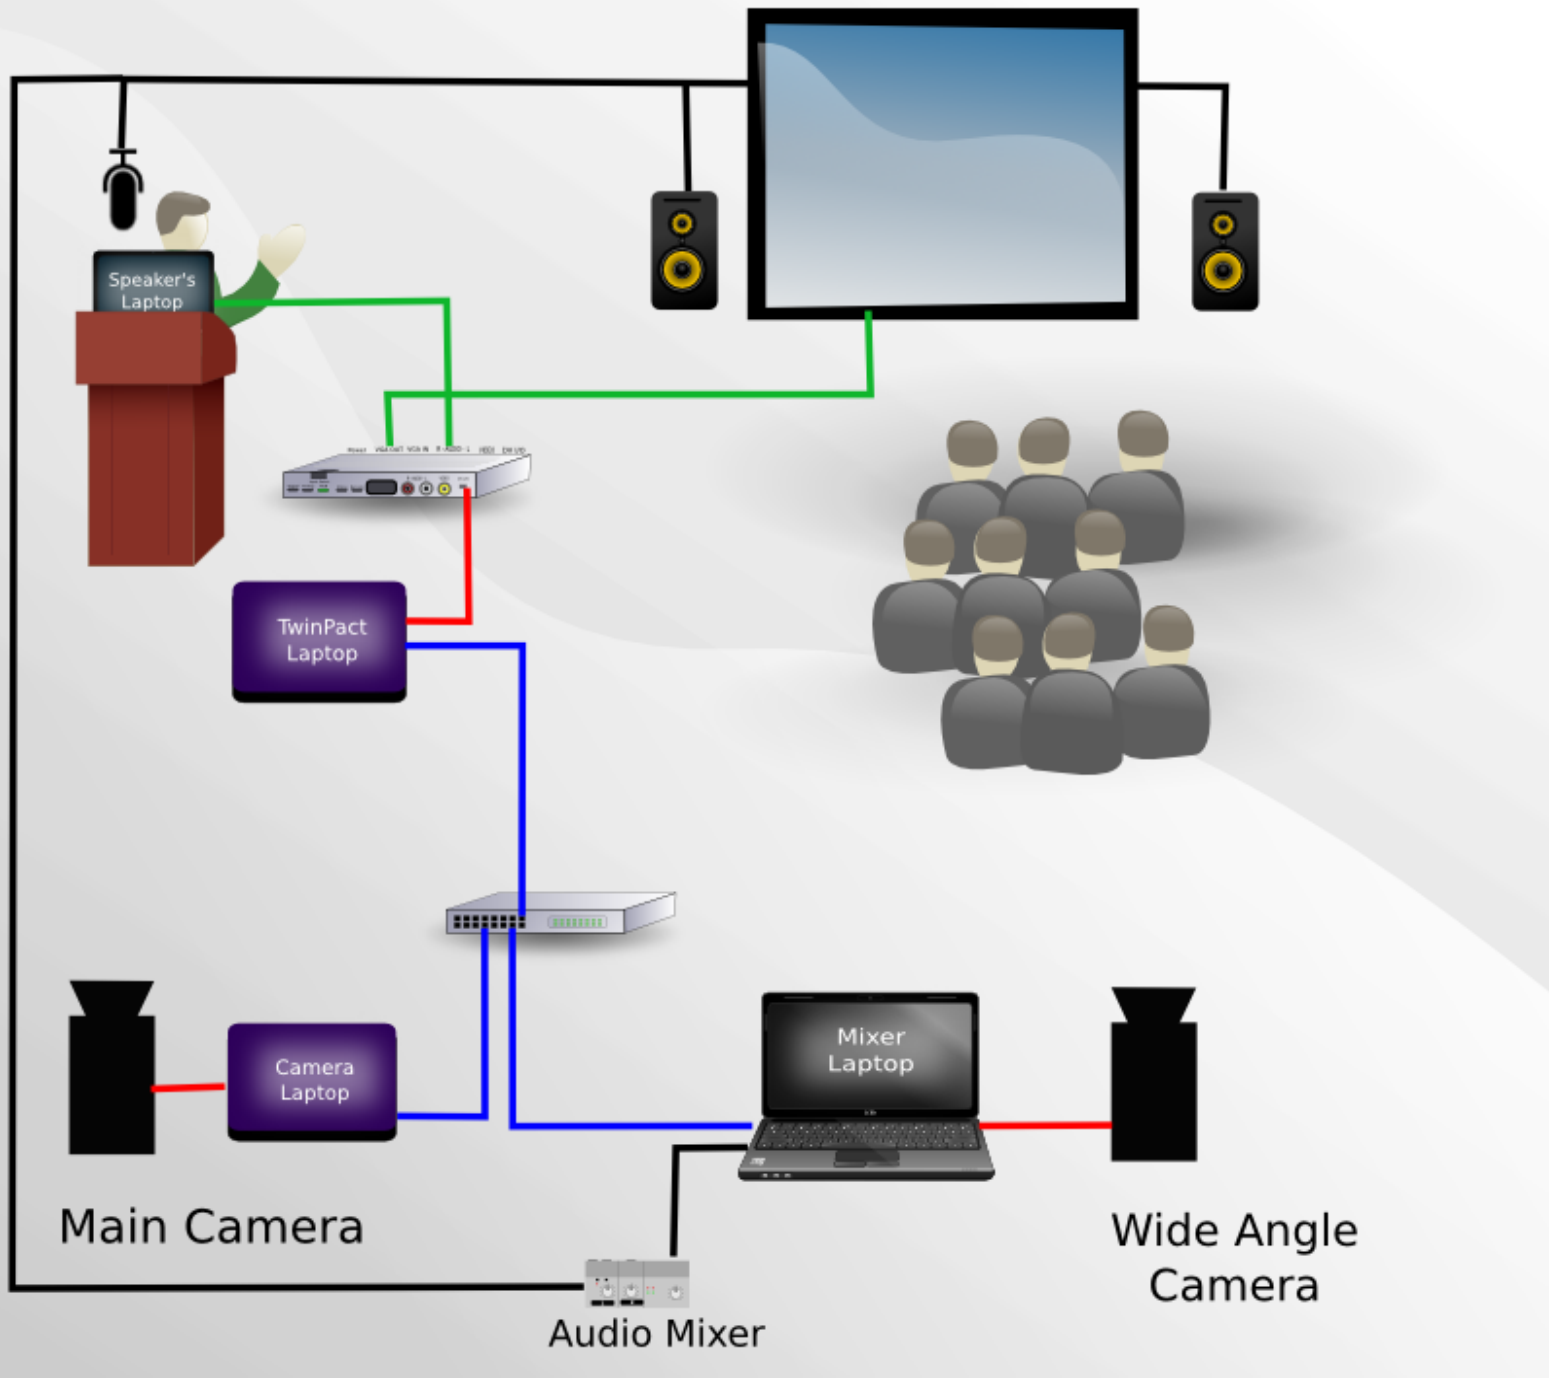 Speaker's
Laptop
TwinPact
Laptop
Camera
Laptop
Mixer
Laptop
Main Camera
Wide Angle
Camera
Audio Mixer